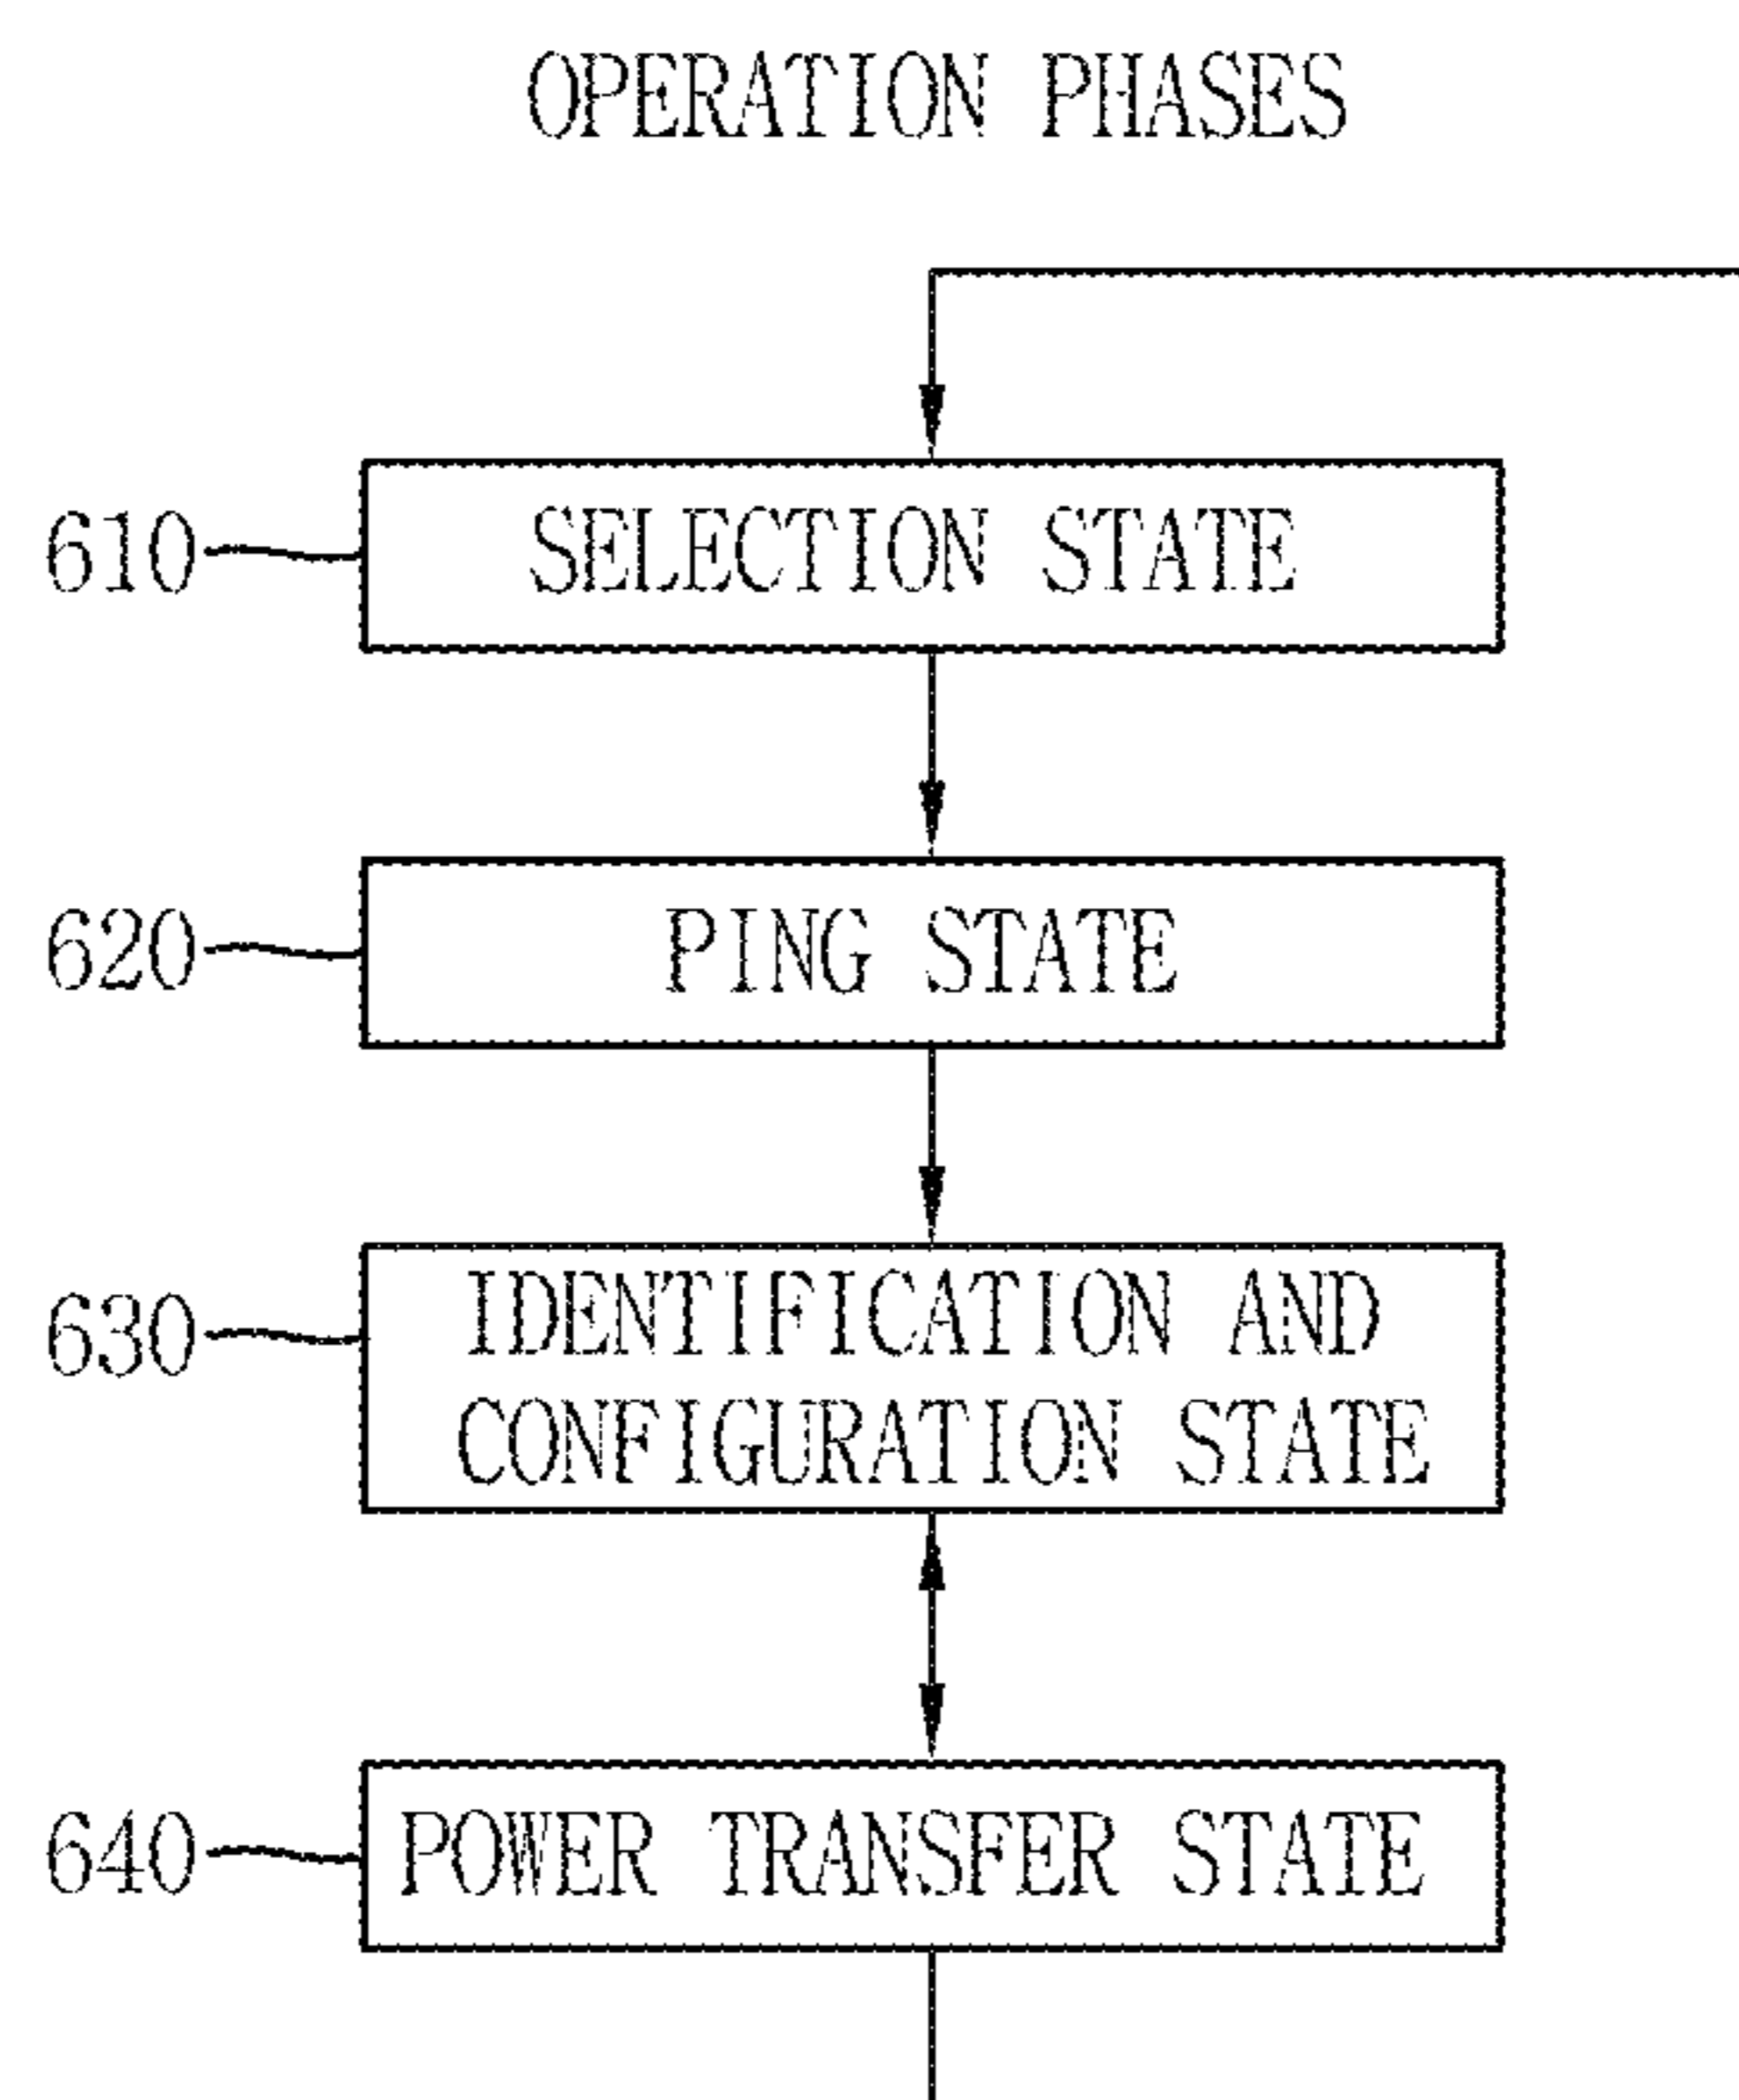 OPERATION PHASES
610 SELECTION STATE
620 PING STATE
630 IDENTIFICATION AND
CONFIGURATION STATE
640 POWER TRANSFER STATE